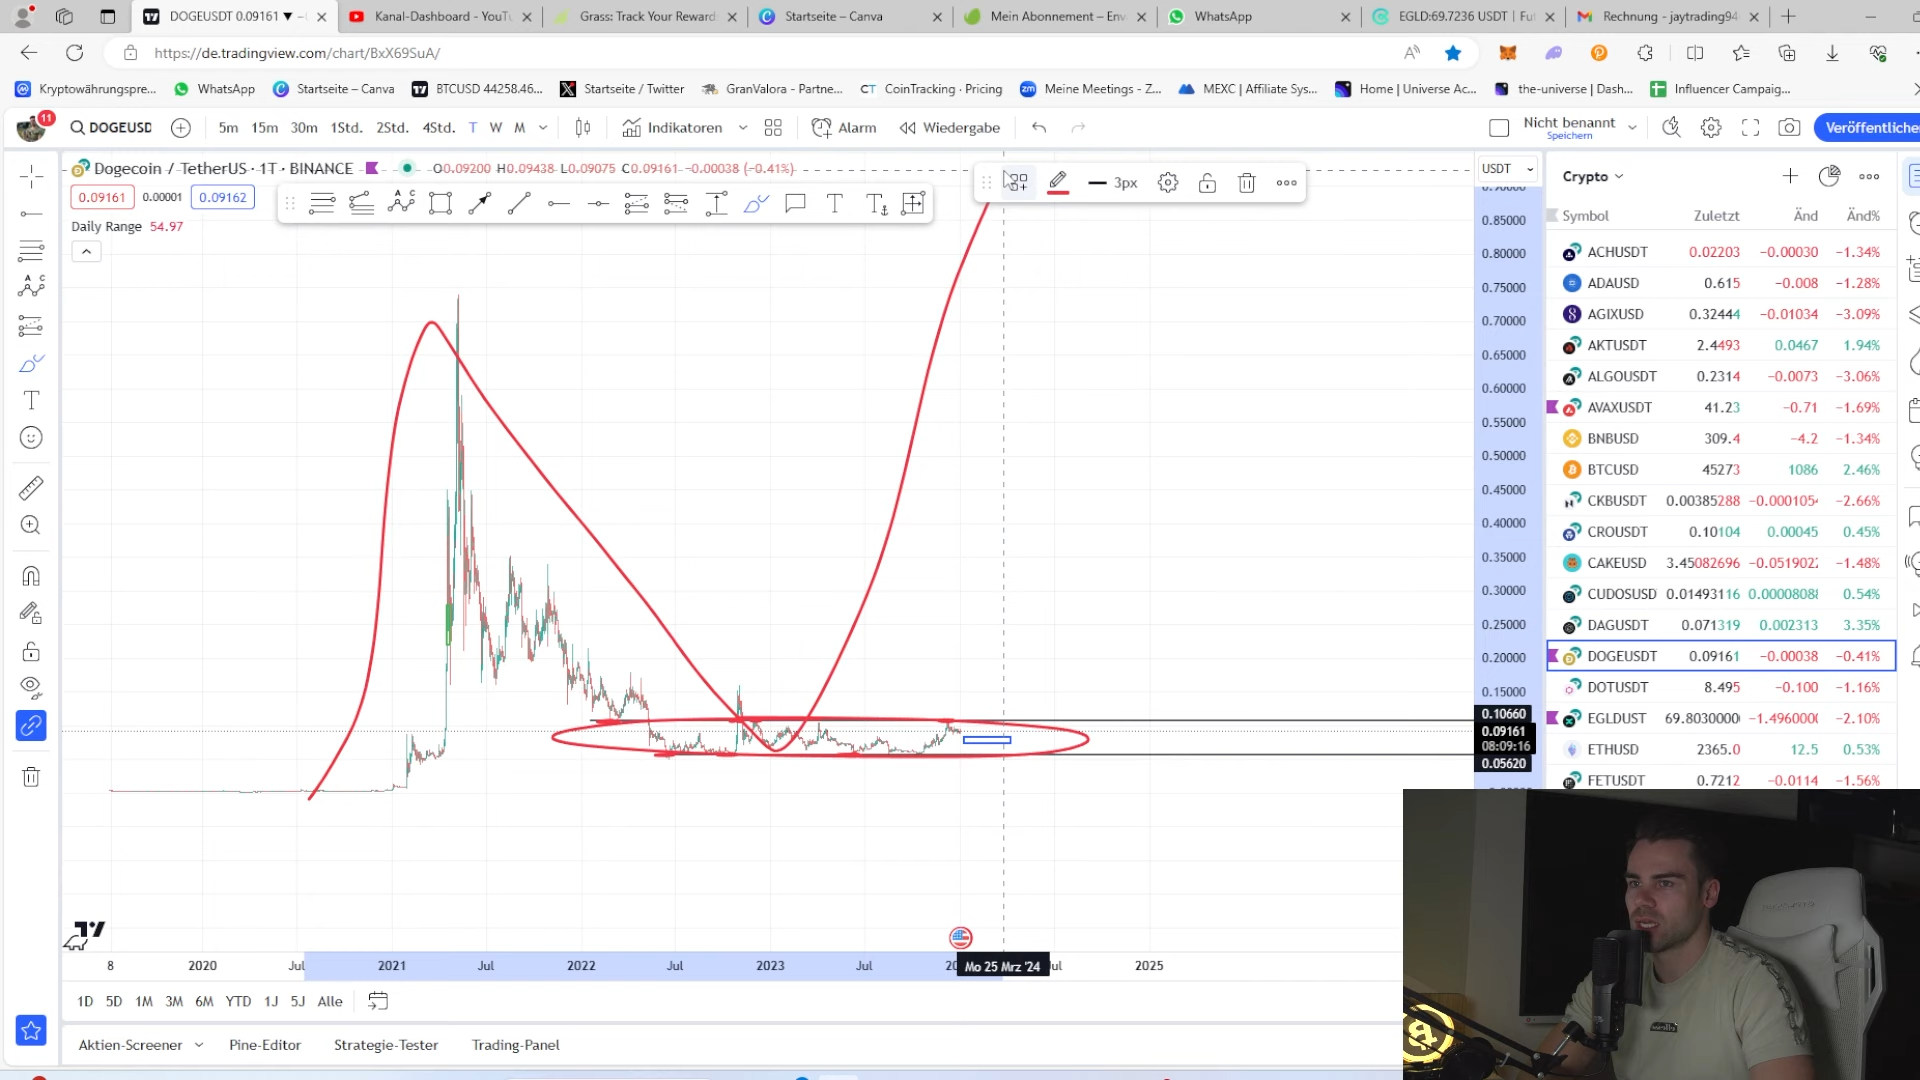 DOGEUSDT 0.09161 ▼
Kanal-Dashboard - YouTu
Grass: Track Your Reward
Startseite – Canva
Mein Abonnement – Env
WhatsApp
EGLD:69.7236 USDT | Fut
Rechnung - jaytrading94
https://de.tradingview.com/chart/BxX69SuA/
Kryptowährungspre...
WhatsApp
Startseite – Canva
BTCUSD 44258.46...
Startseite / Twitter
GranValora - Partne...
CT CoinTracking · Pricing
Meine Meetings - Z...
MEXC | Affiliate Sys...
Home | Universe Ac...
the-universe | Dash...
Influencer Campaig...
11
DOGEUSD
5m 15m 30m 1Std. 2Std. 4Std. T W M
Indikatoren
Alarm
Wiedergabe
Nicht benannt
Speichern
Veröffentliche
Dogecoin / TetherUS · 1T · BINANCE
O0.09200 H0.09438 L0.09075 C0.09161 −0.00038 (−0.41%)
0.09161 0.00001 0.09162
Daily Range 54.97
3px
USDT
0.85000
0.80000
0.75000
0.70000
0.65000
0.60000
0.55000
0.50000
0.45000
0.40000
0.35000
0.30000
0.25000
0.20000
0.15000
0.10660
0.09161
08:09:16
0.05620
8 2020 Jul 2021 Jul 2022 Jul 2023 Jul
Mo 25 Mrz '24
2025
1D 5D 1M 3M 6M YTD 1J 5J Alle
Aktien-Screener
Pine-Editor
Strategie-Tester
Trading-Panel
Crypto
Symbol Zuletzt Änd Änd%
ACHUSDT 0.02203 −0.00030 −1.34%
ADAUSD 0.615 −0.008 −1.28%
AGIXUSD 0.32444 −0.01034 −3.09%
AKTUSDT 2.4493 0.0467 1.94%
ALGOUSDT 0.2314 −0.0073 −3.06%
AVAXUSDT 41.23 −0.71 −1.69%
BNBUSD 309.4 −4.2 −1.34%
BTCUSD 45273 1086 2.46%
CKBUSDT 0.00385288 −0.0001054 −2.66%
CROUSDT 0.10104 0.00045 0.45%
CAKEUSD 3.45082696 −0.0519022 −1.48%
CUDOSUSD 0.01493116 0.00008088 0.54%
DAGUSDT 0.071319 0.002313 3.35%
DOGEUSDT 0.09161 −0.00038 −0.41%
DOTUSDT 8.495 −0.100 −1.16%
EGLDUST 69.80300000 −1.4960000 −2.10%
ETHUSD 2365.0 12.5 0.53%
FETUSDT 0.7212 −0.0114 −1.56%